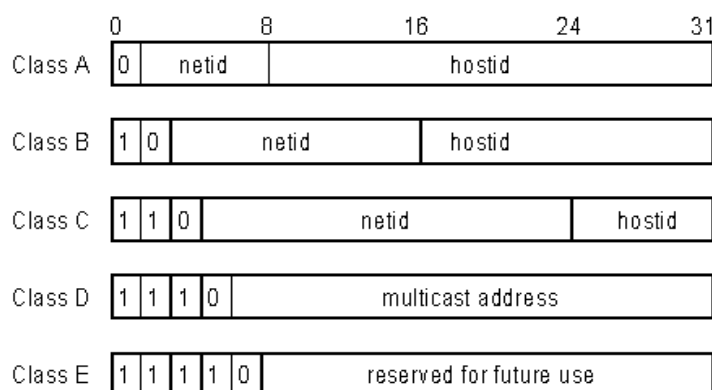 0 8 16 24 31
Class A 0 netid hostid
Class B 1 0 netid hostid
Class C 1 1 0 netid hostid
Class D 1 1 1 0 multicast address
Class E 1 1 1 1 0 reserved for future use